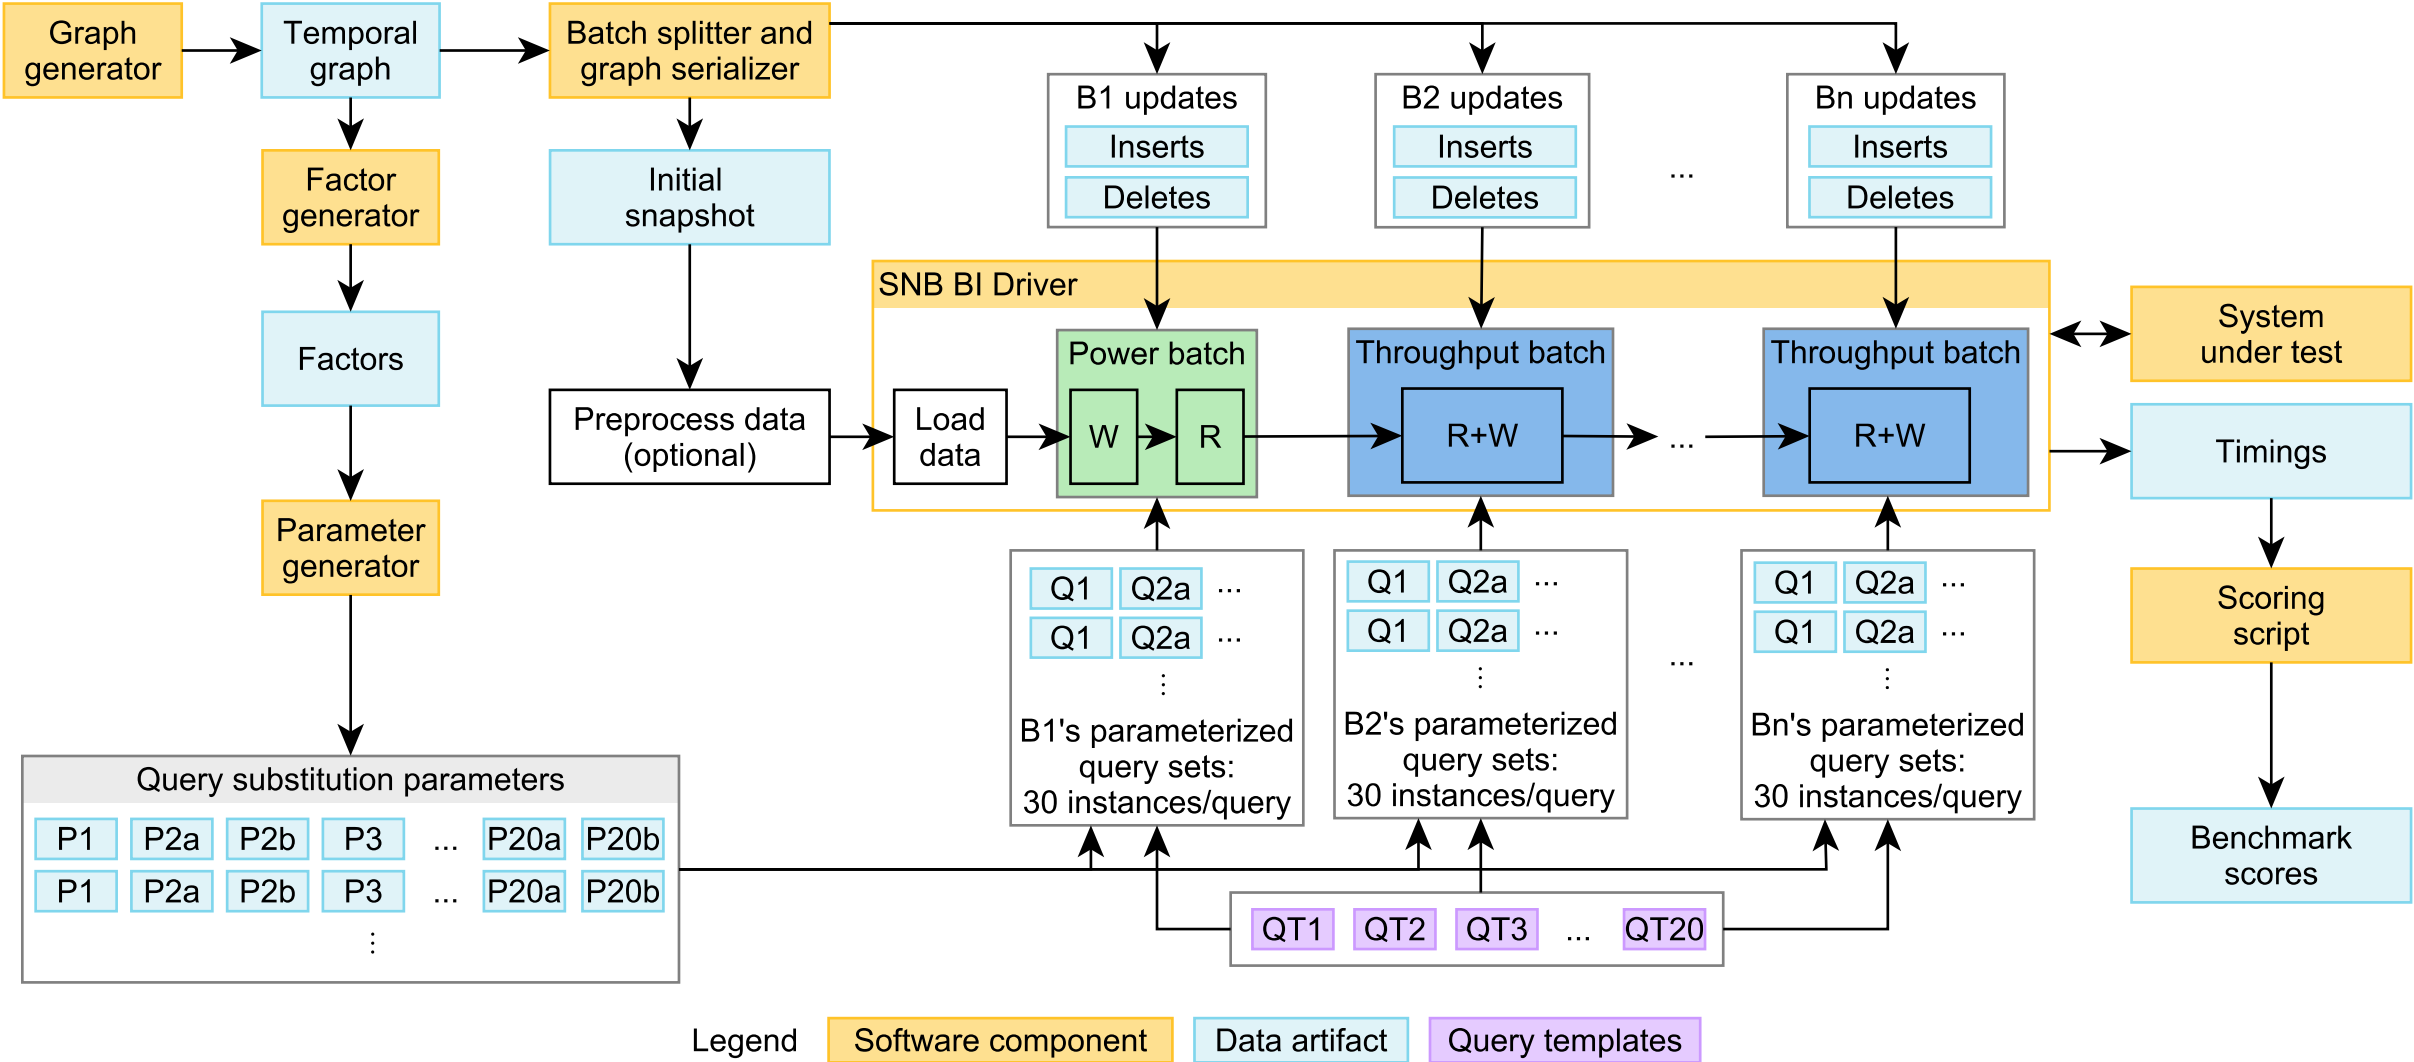 Graph
generator
Temporal
graph
Batch splitter and
graph serializer
B1 updates
Inserts
Deletes
B2 updates
Inserts
Deletes
...
Bn updates
Inserts
Deletes
Factor
generator
Initial
snapshot
Factors
Preprocess data
(optional)
SNB BI Driver
Load
data
Power batch
W
R
Throughput batch
R+W
...
Throughput batch
R+W
System
under test
Timings
Scoring
script
Benchmark
scores
Parameter
generator
Q1 Q2a ...
Q1 Q2a ...
...
B1's parameterized
query sets:
30 instances/query
Q1 Q2a ...
Q1 Q2a ...
...
B2's parameterized
query sets:
30 instances/query
...
Q1 Q2a ...
Q1 Q2a ...
...
Bn's parameterized
query sets:
30 instances/query
Query substitution parameters
P1 P2a P2b P3 ... P20a P20b
P1 P2a P2b P3 ... P20a P20b
...
QT1 QT2 QT3 ... QT20
Legend Software component Data artifact Query templates